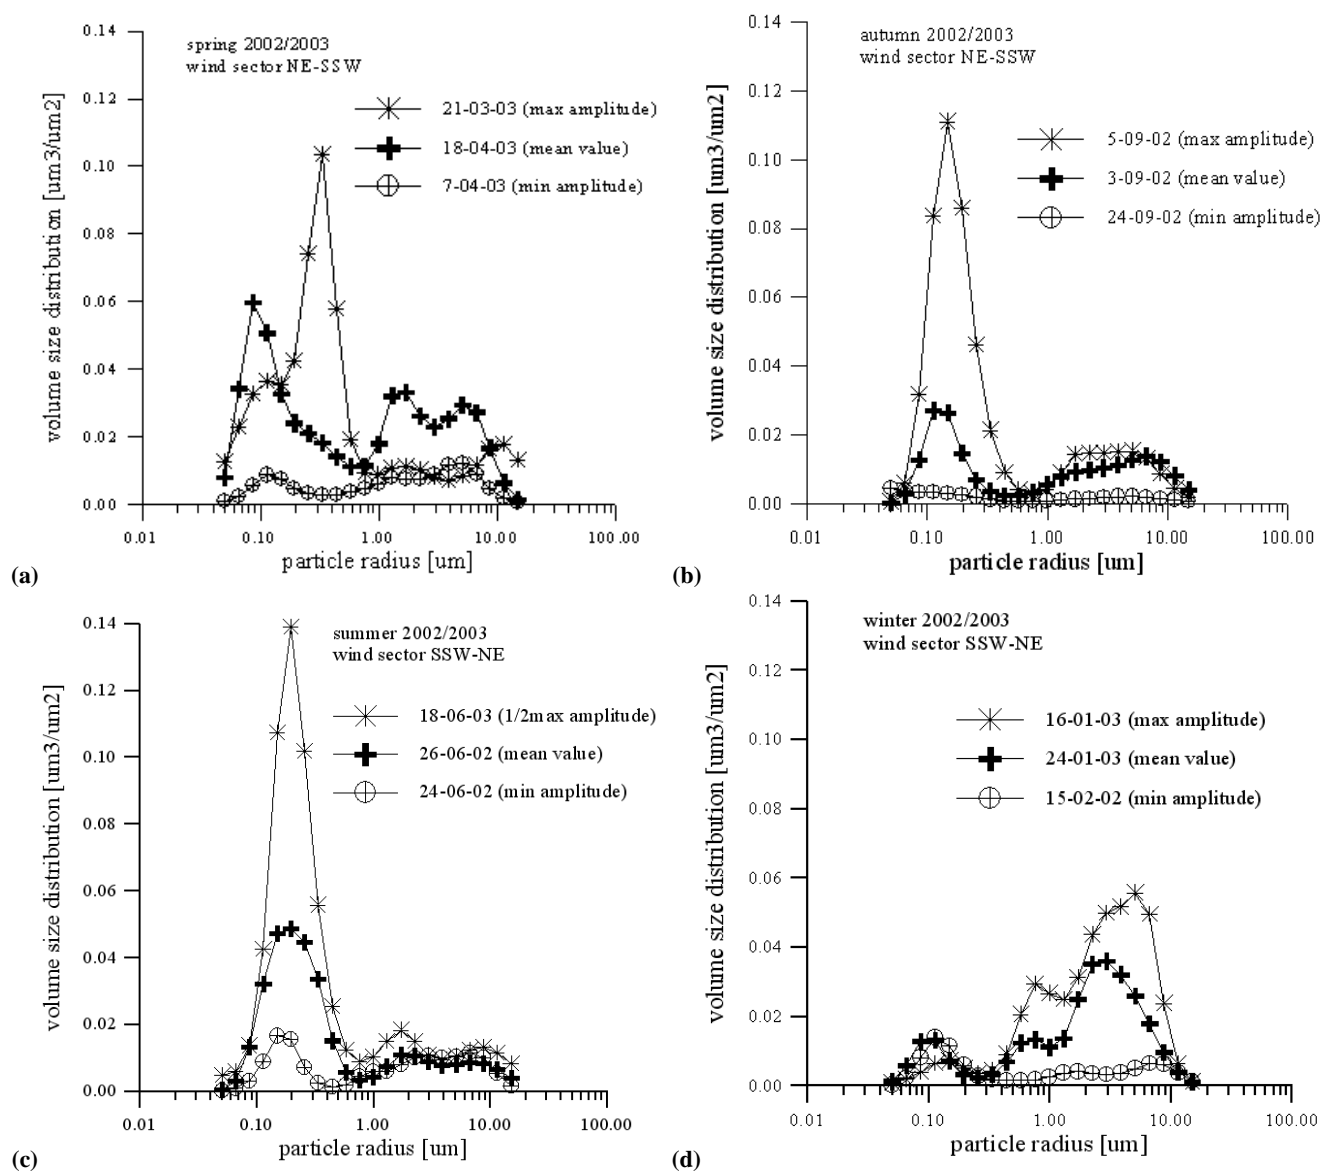 0.14
0.12
0.10
0.08
0.06
0.04
0.02
0.00
volume size distribution [um3/um2]
spring 2002/2003
wind sector NE-SSW
21-03-03 (max amplitude)
18-04-03 (mean value)
7-04-03 (min amplitude)
0.01 0.10 1.00 10.00 100.00
particle radius [um]
(a)
0.14
0.12
0.10
0.08
0.06
0.04
0.02
0.00
volume size distribution [um3/um2]
autumn 2002/2003
wind sector NE-SSW
5-09-02 (max amplitude)
3-09-02 (mean value)
24-09-02 (min amplitude)
0.01 0.10 1.00 10.00 100.00
particle radius [um]
(b)
0.14
0.12
0.10
0.08
0.06
0.04
0.02
0.00
volume size distribution [um3/um2]
summer 2002/2003
wind sector SSW-NE
18-06-03 (1/2max amplitude)
26-06-02 (mean value)
24-06-02 (min amplitude)
0.01 0.10 1.00 10.00 100.00
particle radius [um]
(c)
0.14
0.12
0.10
0.08
0.06
0.04
0.02
0.00
volume size distribution [um3/um2]
winter 2002/2003
wind sector SSW-NE
16-01-03 (max amplitude)
24-01-03 (mean value)
15-02-02 (min amplitude)
0.01 0.10 1.00 10.00 100.00
particle radius [um]
(d)